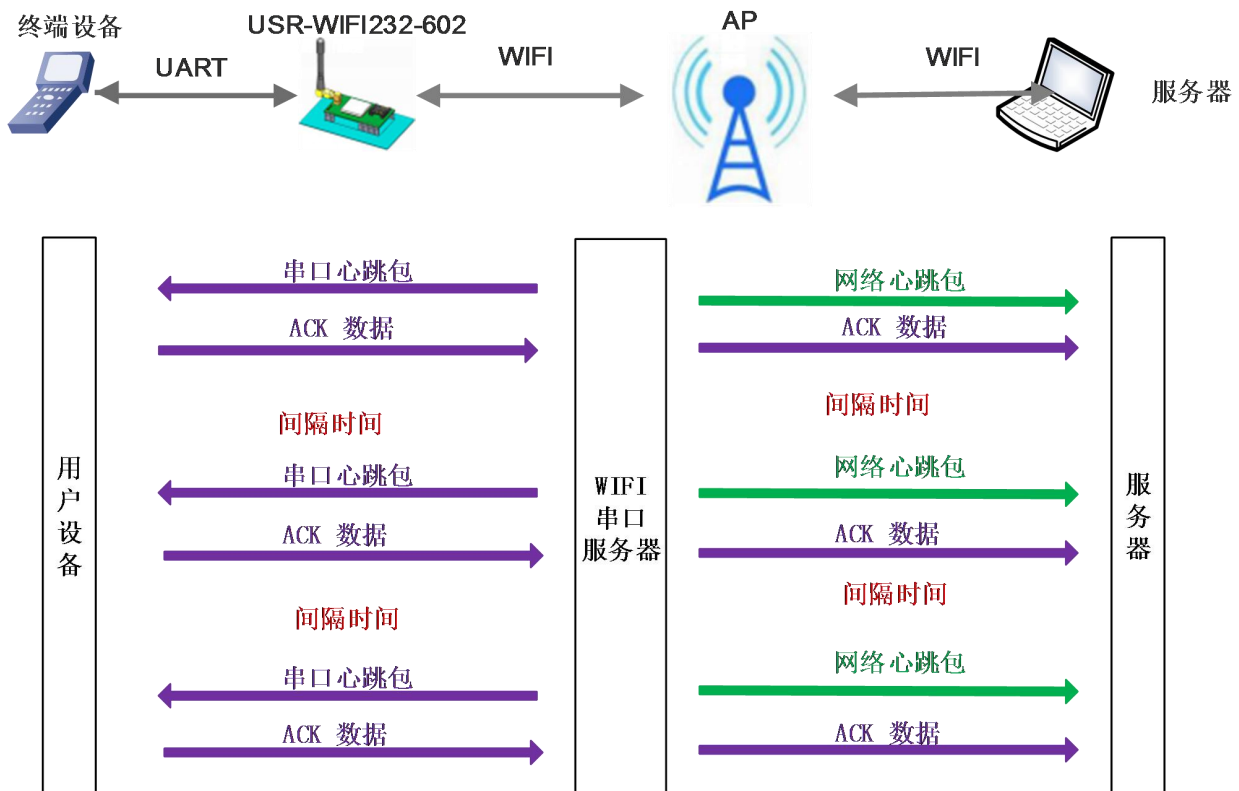 终端设备
USR-WIFI232-602
AP
UART
WIFI
WIFI
服务器
串口心跳包
网络心跳包
ACK 数据
ACK 数据
间隔时间
间隔时间
串口心跳包
网络心跳包
用户设备
WIFI
串口
服务器
服务器
ACK 数据
ACK 数据
间隔时间
间隔时间
串口心跳包
网络心跳包
ACK 数据
ACK 数据